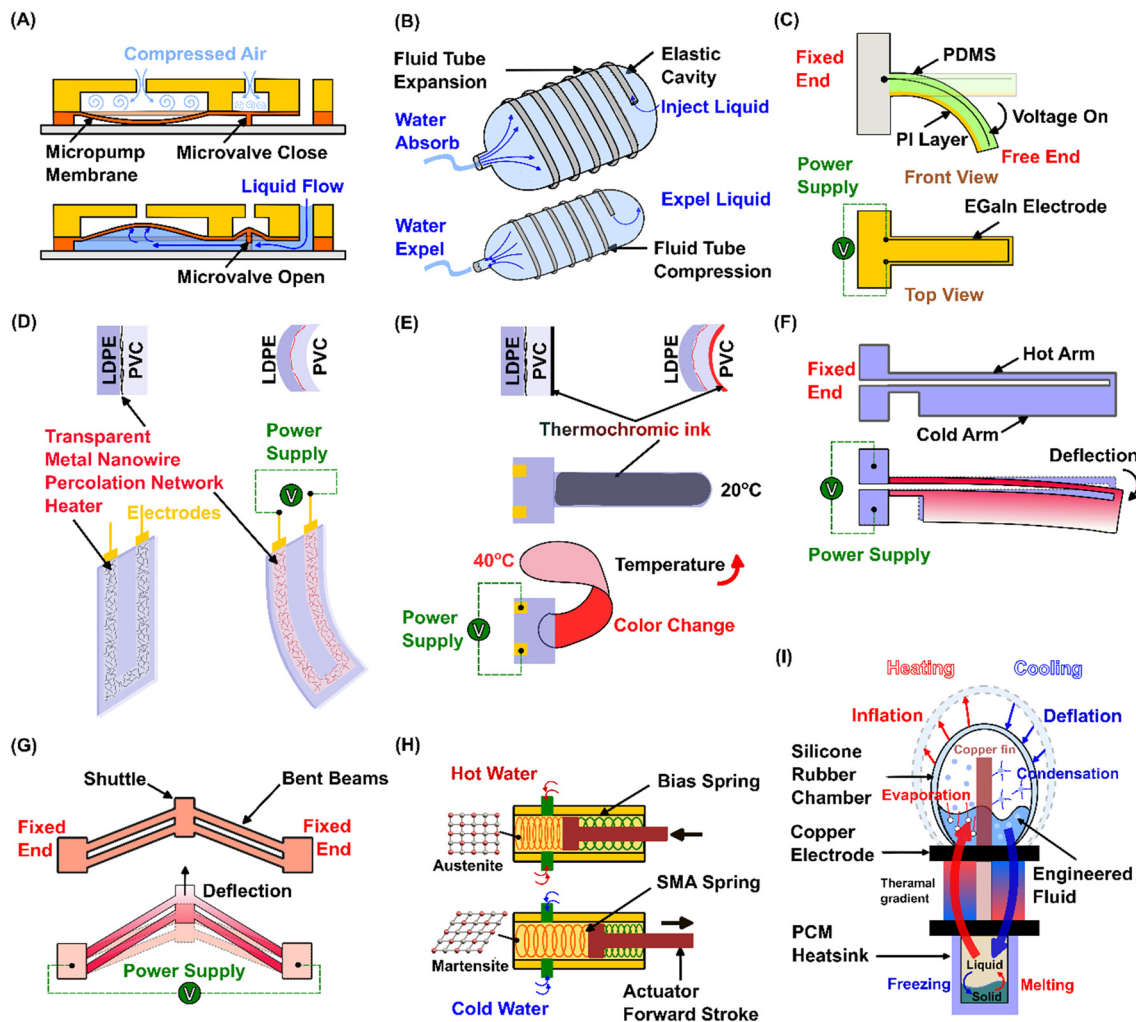 (A)
Compressed Air
Micropump
Membrane
Microvalve Close
Liquid Flow
Microvalve Open
(B)
Fluid Tube
Expansion
Elastic
Cavity
Inject Liquid
Water
Absorb
Expel Liquid
Water
Expel
Fluid Tube
Compression
(C)
Fixed
End
PDMS
Voltage On
PI Layer
Free End
Front View
Power
Supply
EGaIn Electrode
V
Top View
(D)
LDPE
PVC
LDPE
PVC
Transparent
Metal Nanowire
Percolation Network
Heater
Power
Supply
V
Electrodes
(E)
LDPE
PVC
LDPE
PVC
Thermochromic ink
20°C
40°C
Temperature
Power
Supply
V
Color Change
(F)
Hot Arm
Fixed
End
Cold Arm
Deflection
V
Power Supply
(G)
Shuttle
Bent Beams
Fixed
End
Fixed
End
Deflection
Power Supply
V
(H)
Hot Water
Bias Spring
Austenite
SMA Spring
Martensite
Cold Water
Actuator
Forward Stroke
(I)
Heating
Cooling
Inflation
Deflation
Silicone
Rubber
Chamber
Copper fin
Condensation
Evaporation
Copper
Electrode
Engineered
Fluid
Theramal
gradient
PCM
Heatsink
Liquid
Freezing
Melting
Solid